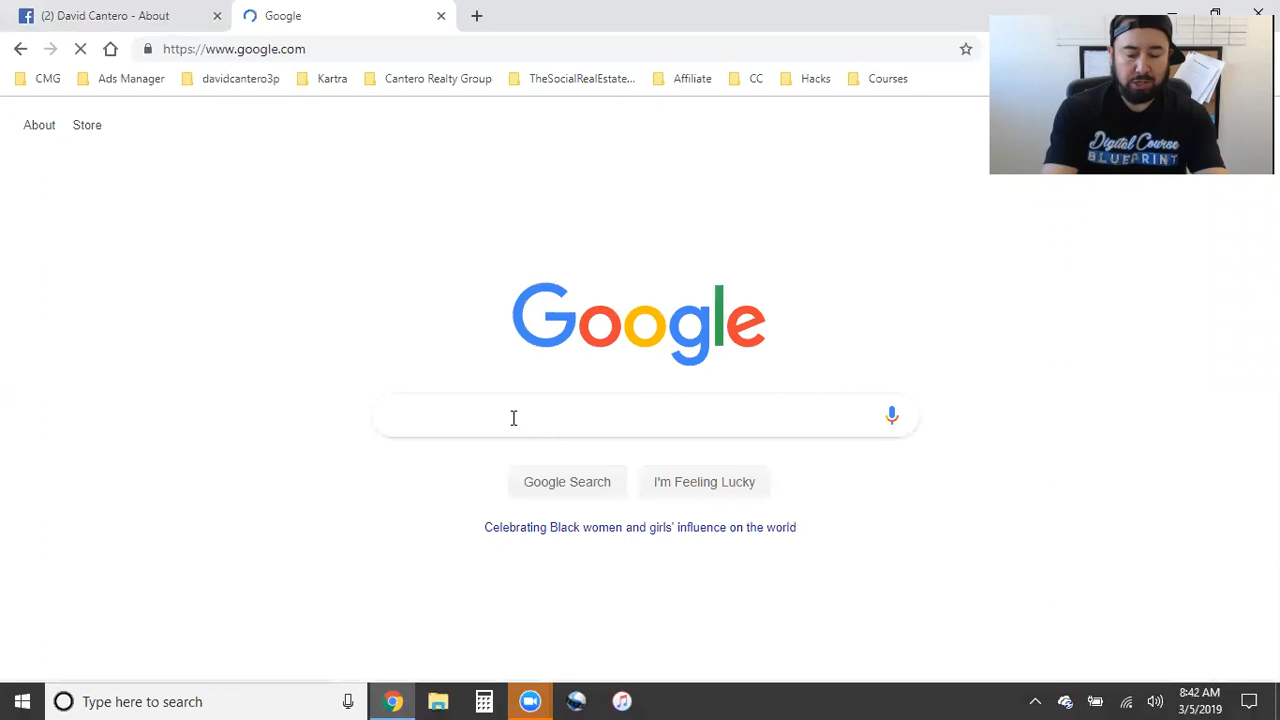 (2) David Cantero - About
Google
https://www.google.com
CMG
Ads Manager
davidcantero3p
Kartra
Cantero Realty Group
TheSocialRealEstate...
Affiliate
CC
Hacks
Courses
Digital Course
BLUEPRINT
About
Store
Google
Google Search
I'm Feeling Lucky
Celebrating Black women and girls' influence on the world
Type here to search
8:42 AM
3/5/2019